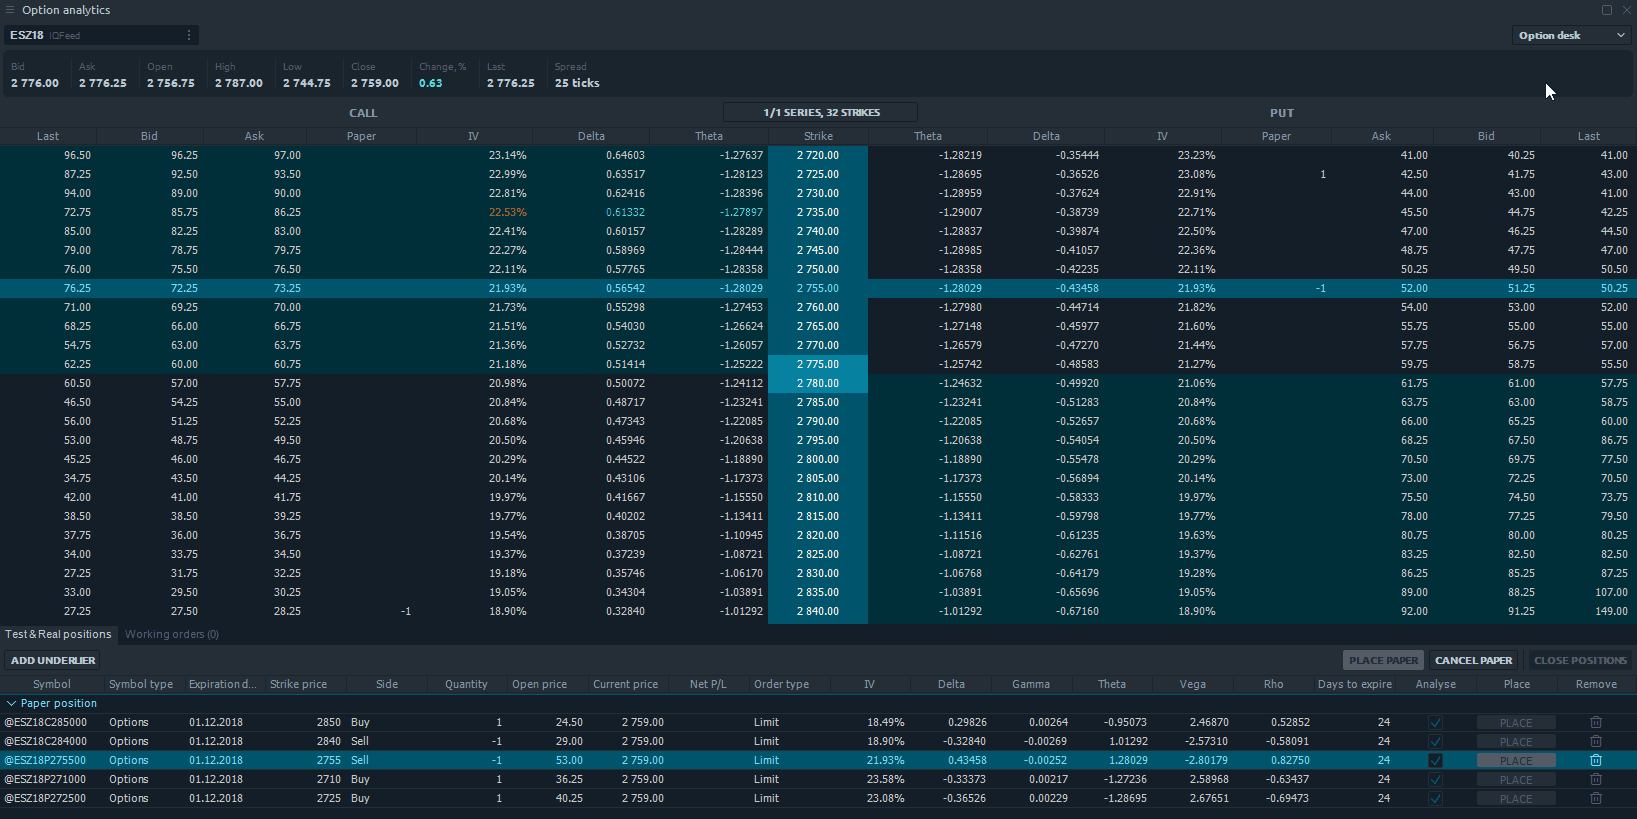 Option analytics
ESZ18 IQFeed
Option desk
Bid Ask Open High Low Close Change, % Last Spread
2 776.00 2 776.25 2 756.75 2 787.00 2 744.75 2 759.00 0.63 2 776.25 25 ticks
CALL 1/1 SERIES, 32 STRIKES PUT
Last Bid Ask Paper IV Delta Theta Strike Theta Delta IV Paper Ask Bid Last
96.50 96.25 97.00 23.14% 0.64603 -1.27637 2 720.00 -1.28219 -0.35444 23.23% 41.00 40.25 41.00
87.25 92.50 93.50 22.99% 0.63517 -1.28123 2 725.00 -1.28695 -0.36526 23.08% 1 42.50 41.75 43.00
94.00 89.00 90.00 22.81% 0.62416 -1.28396 2 730.00 -1.28959 -0.37624 22.91% 44.00 43.00 41.00
72.75 85.75 86.25 22.53% 0.61332 -1.27897 2 735.00 -1.29007 -0.38739 22.71% 45.50 44.75 42.25
85.00 82.25 83.00 22.41% 0.60157 -1.28289 2 740.00 -1.28837 -0.39874 22.50% 47.00 46.25 44.50
79.00 78.75 79.75 22.27% 0.58969 -1.28444 2 745.00 -1.28985 -0.41057 22.36% 48.75 47.75 47.00
76.00 75.50 76.50 22.11% 0.57765 -1.28358 2 750.00 -1.28358 -0.42235 22.11% 50.25 49.50 50.50
76.25 72.25 73.25 21.93% 0.56542 -1.28029 2 755.00 -1.28029 -0.43458 21.93% -1 52.00 51.25 50.25
71.00 69.25 70.00 21.73% 0.55298 -1.27453 2 760.00 -1.27980 -0.44714 21.82% 54.00 53.00 52.00
68.25 66.00 66.75 21.51% 0.54030 -1.26624 2 765.00 -1.27148 -0.45977 21.60% 55.75 55.00 55.00
54.75 63.00 63.75 21.36% 0.52732 -1.26057 2 770.00 -1.26579 -0.47270 21.44% 57.75 56.75 57.00
62.25 60.00 60.75 21.18% 0.51414 -1.25222 2 775.00 -1.25742 -0.48583 21.27% 59.75 58.75 55.50
60.50 57.00 57.75 20.98% 0.50072 -1.24112 2 780.00 -1.24632 -0.49920 21.06% 61.75 61.00 57.75
46.50 54.25 55.00 20.84% 0.48717 -1.23241 2 785.00 -1.23241 -0.51283 20.84% 63.75 63.00 58.75
56.00 51.25 52.25 20.68% 0.47343 -1.22085 2 790.00 -1.22085 -0.52657 20.68% 66.00 65.25 60.00
53.00 48.75 49.50 20.50% 0.45946 -1.20638 2 795.00 -1.20638 -0.54054 20.50% 68.25 67.50 86.75
45.25 46.00 46.75 20.29% 0.44522 -1.18890 2 800.00 -1.18890 -0.55478 20.29% 70.50 69.75 77.50
34.75 43.50 44.25 20.14% 0.43106 -1.17373 2 805.00 -1.17373 -0.56894 20.14% 73.00 72.25 70.50
42.00 41.00 41.75 19.97% 0.41667 -1.15550 2 810.00 -1.15550 -0.58333 19.97% 75.50 74.50 73.75
38.50 38.50 39.25 19.77% 0.40202 -1.13411 2 815.00 -1.13411 -0.59798 19.77% 78.00 77.25 79.50
37.75 36.00 36.75 19.54% 0.38705 -1.10945 2 820.00 -1.11516 -0.61235 19.63% 80.75 80.00 80.25
34.00 33.75 34.50 19.37% 0.37239 -1.08721 2 825.00 -1.08721 -0.62761 19.37% 83.25 82.50 82.50
27.25 31.75 32.25 19.18% 0.35746 -1.06170 2 830.00 -1.06768 -0.64179 19.28% 86.25 85.25 87.25
33.00 29.50 30.25 19.05% 0.34304 -1.03891 2 835.00 -1.03891 -0.65696 19.05% 89.00 88.25 107.00
27.25 27.50 28.25 -1 18.90% 0.32840 -1.01292 2 840.00 -1.01292 -0.67160 18.90% 92.00 91.25 149.00
Test & Real positions Working orders (0)
ADD UNDERLIER PLACE PAPER CANCEL PAPER CLOSE POSITIONS
Symbol Symbol type Expiration d... Strike price Side Quantity Open price Current price Net P/L Order type IV Delta Gamma Theta Vega Rho Days to expire Analyse Place Remove
Paper position
@ESZ18C285000 Options 01.12.2018 2850 Buy 1 24.50 2 759.00 Limit 18.49% 0.29826 0.00264 -0.95073 2.46870 0.52852 24 PLACE
@ESZ18C284000 Options 01.12.2018 2840 Sell -1 29.00 2 759.00 Limit 18.90% -0.32840 -0.00269 1.01292 -2.57310 -0.58091 24 PLACE
@ESZ18P275500 Options 01.12.2018 2755 Sell -1 53.00 2 759.00 Limit 21.93% 0.43458 -0.00252 1.28029 -2.80179 0.82750 24 PLACE
@ESZ18P271000 Options 01.12.2018 2710 Buy 1 36.25 2 759.00 Limit 23.58% -0.33373 0.00217 -1.27236 2.58968 -0.63437 24 PLACE
@ESZ18P272500 Options 01.12.2018 2725 Buy 1 40.25 2 759.00 Limit 23.08% -0.36526 0.00229 -1.28695 2.67651 -0.69473 24 PLACE